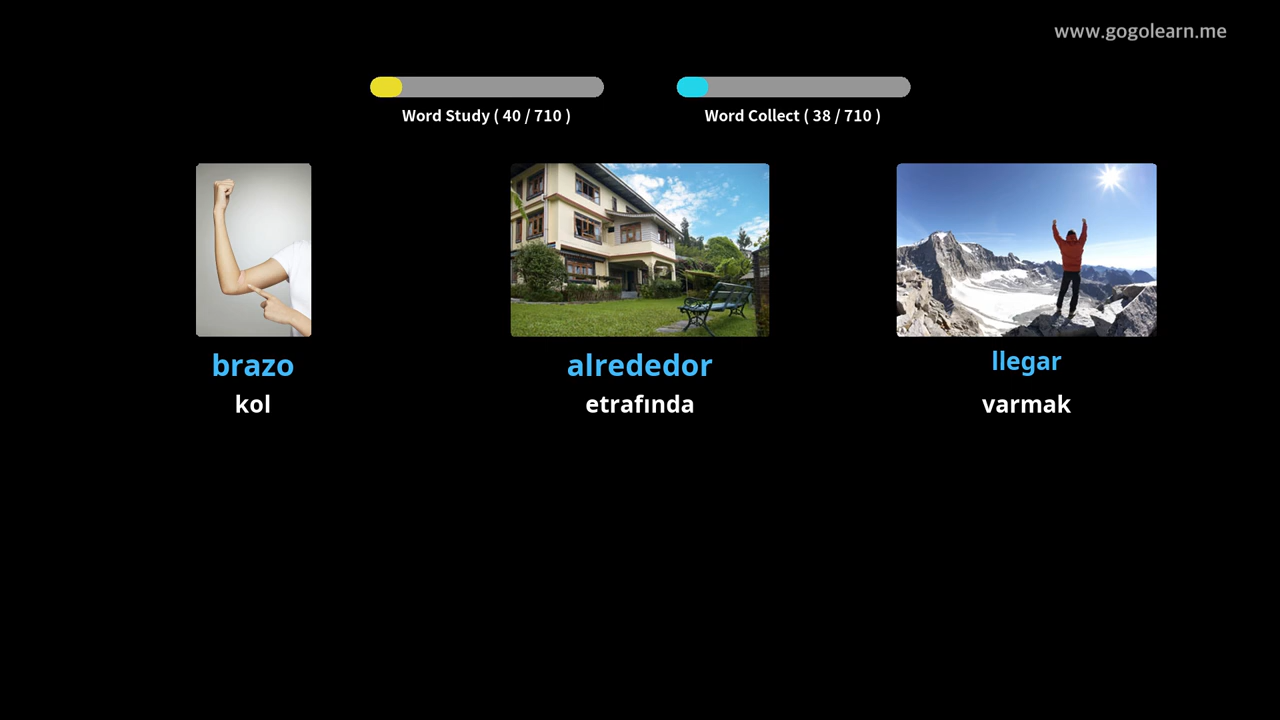 www.gogolearn.me
Word Study ( 40 / 710 )
Word Collect ( 38 / 710 )
brazo
kol
alrededor
etrafında
llegar
varmak